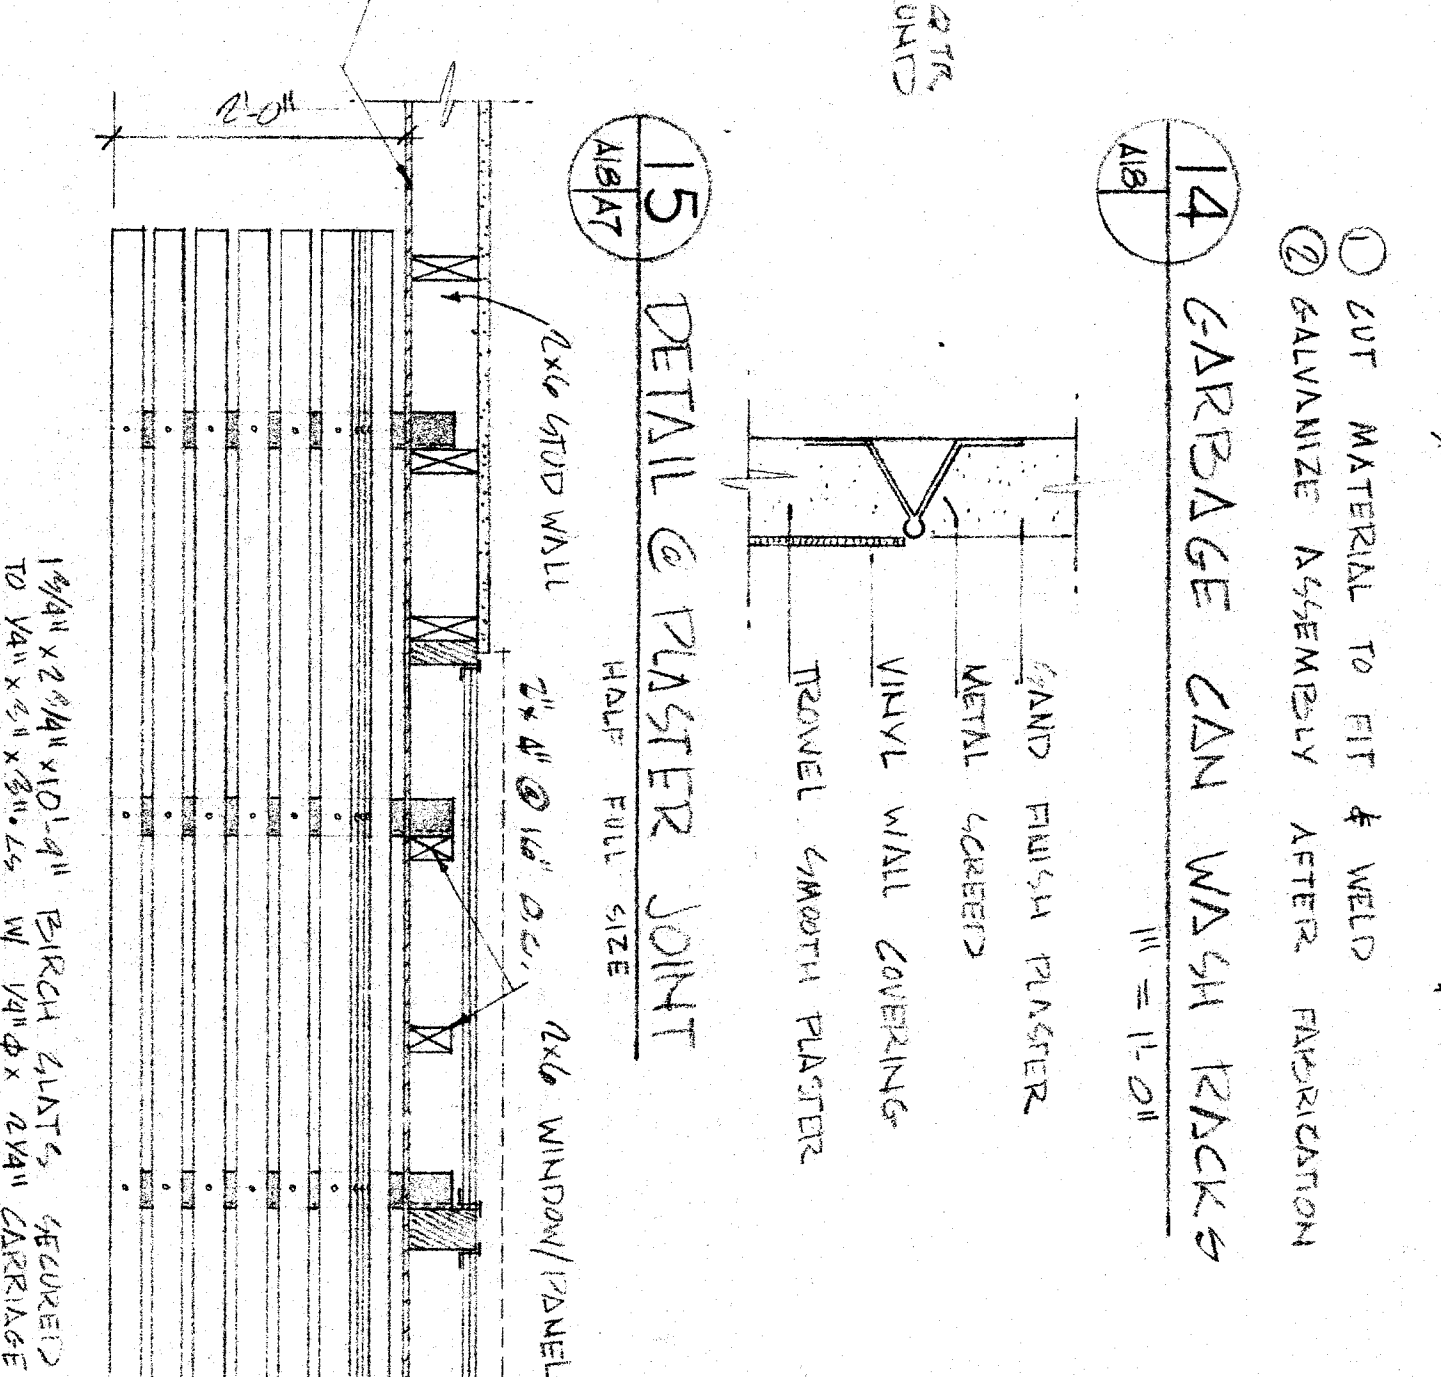 ① CUT MATERIAL TO FIT & WELD
② GALVANIZE ASSEMBLY AFTER FABRICATION
14
A18
GARBAGE CAN WASH RACKS
1" = 1'-0"
QTR
SAND FINISH PLASTER
METAL SCREED
VINYL WALL COVERING
TROWEL SMOOTH PLASTER
15
A18 A7
DETAIL @ PLASTER JOINT
HALF FULL SIZE
2x6 STUD WALL
2"x 4" @ 16" O.C.
2x6 WINDOW/PANEL
2'-0"
1 3/4" x 2 3/4" x 10'-9" BIRCH SLATS SECURED
TO 1/4" x 3" x 3" Ls W/ 1/4" Φ x 2 1/4" CARRIAGE